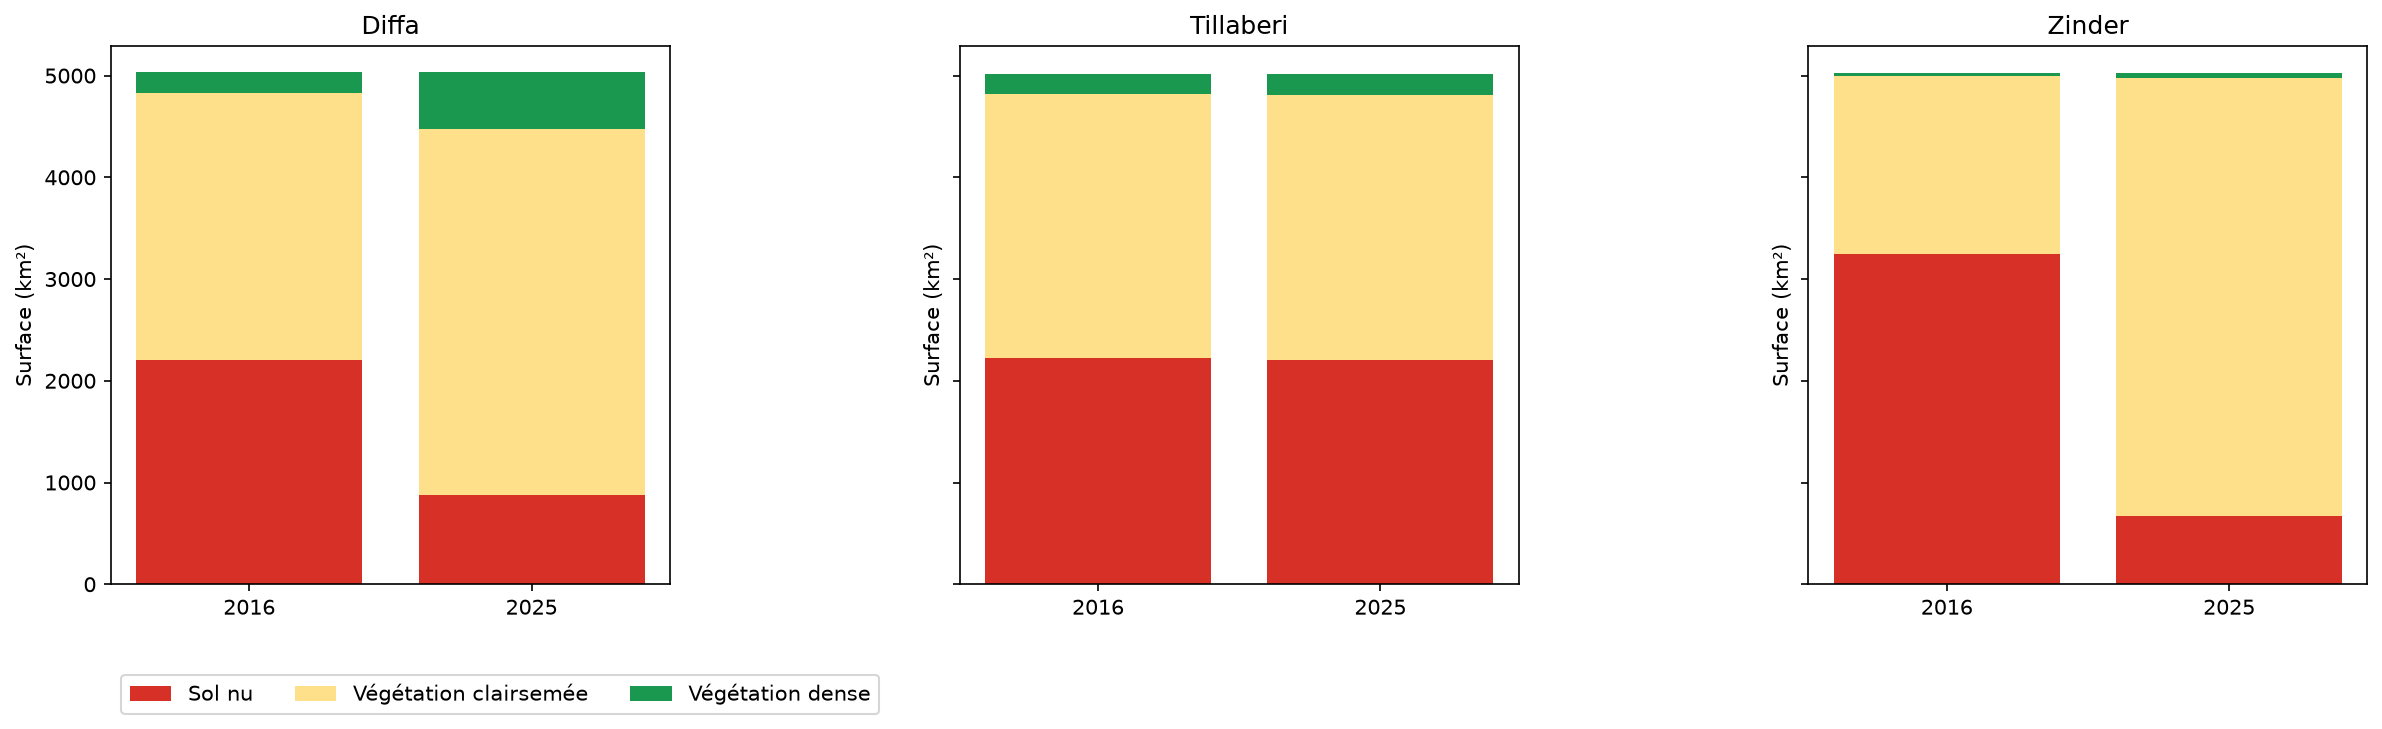 Diffa
Tillaberi
Zinder
Surface (km²)
5000
4000
3000
2000
1000
0
2016
2025
Surface (km²)
2016
2025
Surface (km²)
2016
2025
Sol nu
Végétation clairsemée
Végétation dense